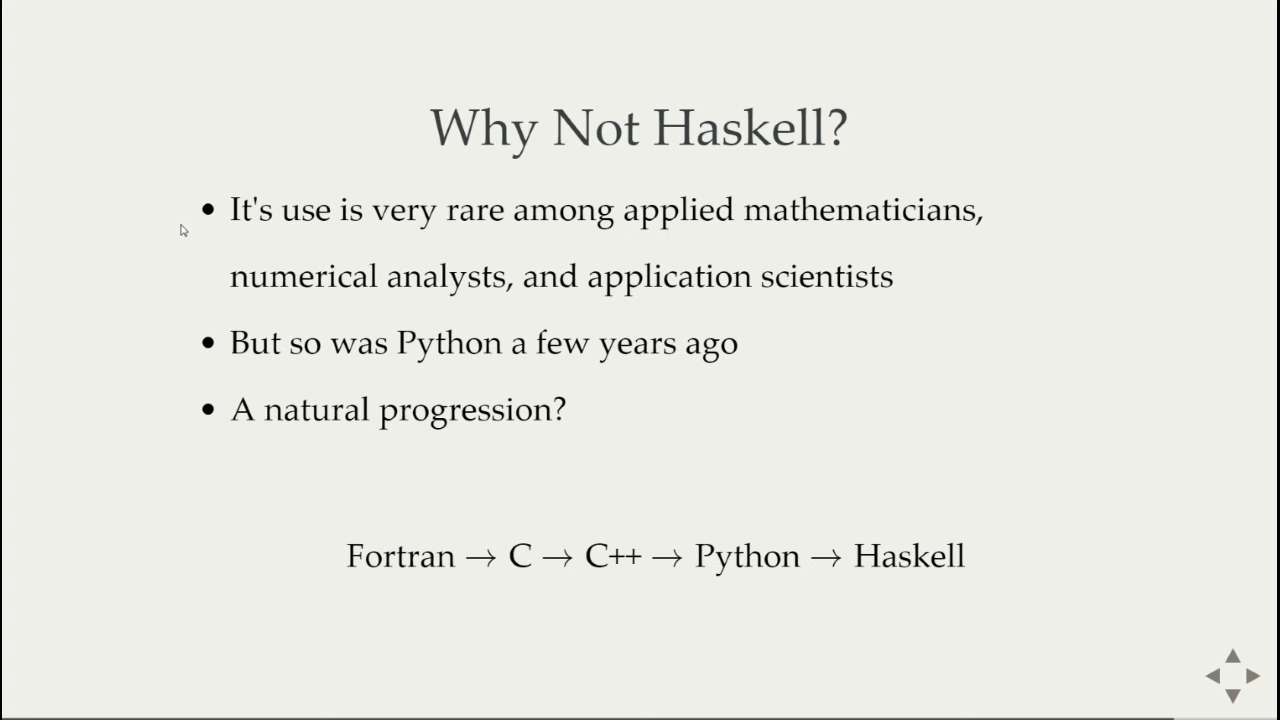 Why Not Haskell?
• It's use is very rare among applied mathematicians,
numerical analysts, and application scientists
• But so was Python a few years ago
• A natural progression?
Fortran → C → C++ → Python → Haskell